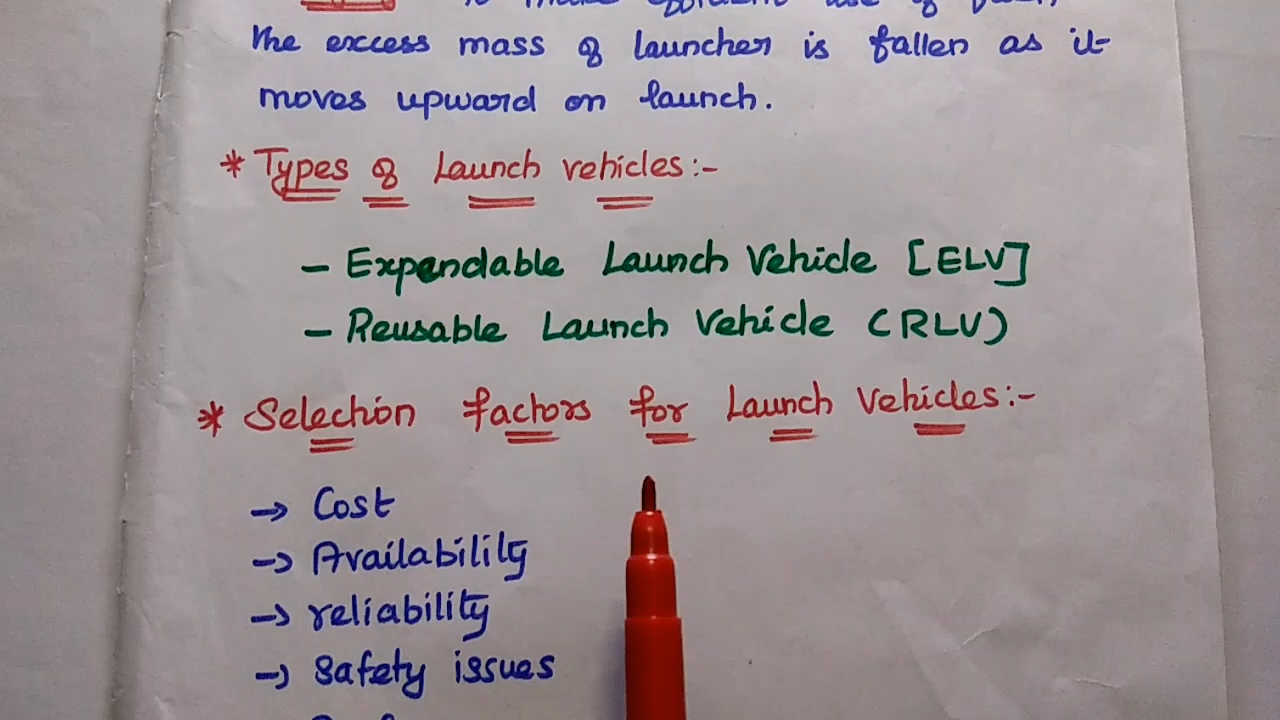 the excess mass of launcher is fallen as it
moves upward on launch.
* Types of Launch vehicles:-
- Expendable Launch Vehicle [ELV]
- Reusable Launch Vehicle (RLV)
* Selection factors for Launch Vehicles:-
→ Cost
→ Availability
→ reliability
→ Safety issues